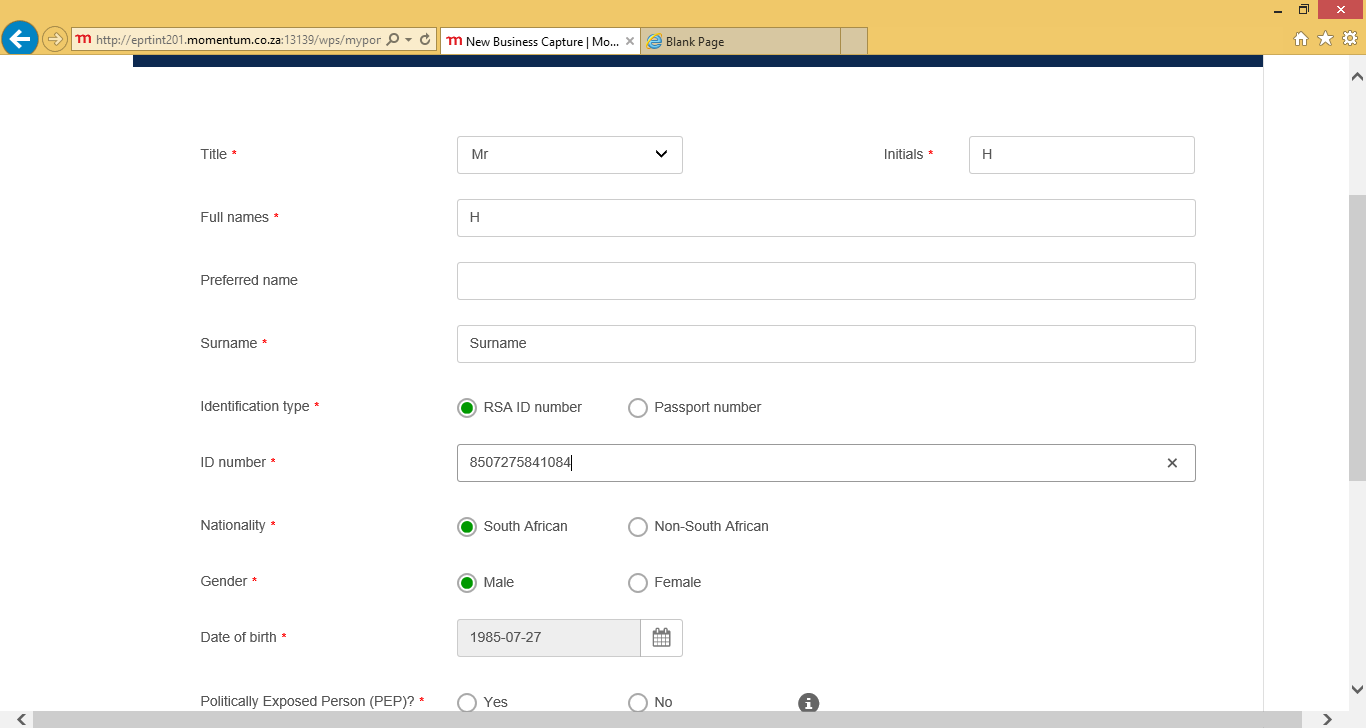 http://eprtint201.momentum.co.za:13139/wps/mypor
m New Business Capture | Mo...
Blank Page
Title * Mr Initials * H
Full names * H
Preferred name
Surname * Surname
Identification type * RSA ID number Passport number
ID number * 8507275841084
Nationality * South African Non-South African
Gender * Male Female
Date of birth * 1985-07-27
Politically Exposed Person (PEP)? * Yes No